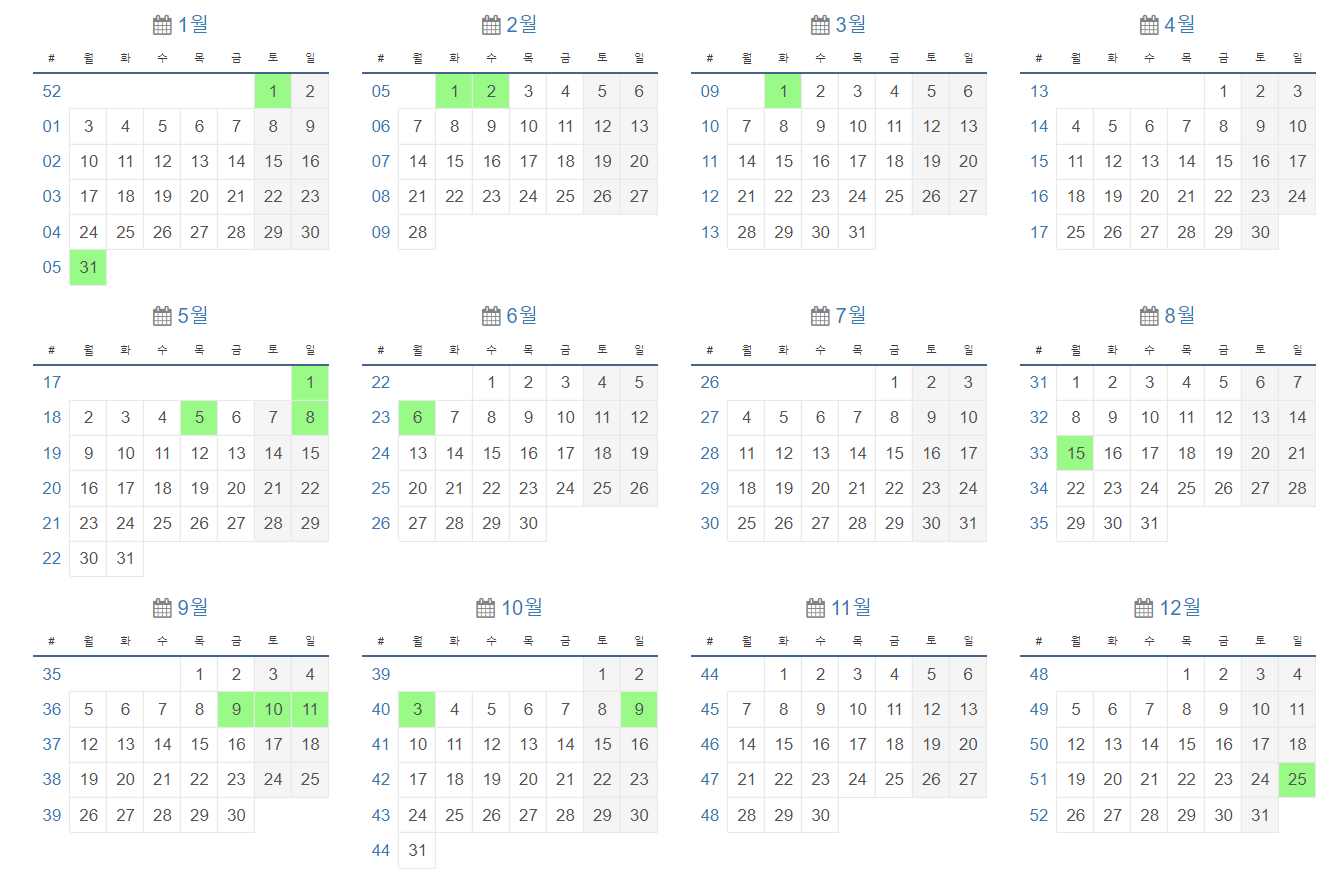 1월 2월 3월 4월
# 월 화 수 목 금 토 일 # 월 화 수 목 금 토 일 # 월 화 수 목 금 토 일 # 월 화 수 목 금 토 일
52 1 2 05 1 2 3 4 5 6 09 1 2 3 4 5 6 13 1 2 3
01 3 4 5 6 7 8 9 06 7 8 9 10 11 12 13 10 7 8 9 10 11 12 13 14 4 5 6 7 8 9 10
02 10 11 12 13 14 15 16 07 14 15 16 17 18 19 20 11 14 15 16 17 18 19 20 15 11 12 13 14 15 16 17
03 17 18 19 20 21 22 23 08 21 22 23 24 25 26 27 12 21 22 23 24 25 26 27 16 18 19 20 21 22 23 24
04 24 25 26 27 28 29 30 09 28 13 28 29 30 31 17 25 26 27 28 29 30
05 31
5월 6월 7월 8월
# 월 화 수 목 금 토 일 # 월 화 수 목 금 토 일 # 월 화 수 목 금 토 일 # 월 화 수 목 금 토 일
17 1 22 1 2 3 4 5 26 1 2 3 31 1 2 3 4 5 6 7
18 2 3 4 5 6 7 8 23 6 7 8 9 10 11 12 27 4 5 6 7 8 9 10 32 8 9 10 11 12 13 14
19 9 10 11 12 13 14 15 24 13 14 15 16 17 18 19 28 11 12 13 14 15 16 17 33 15 16 17 18 19 20 21
20 16 17 18 19 20 21 22 25 20 21 22 23 24 25 26 29 18 19 20 21 22 23 24 34 22 23 24 25 26 27 28
21 23 24 25 26 27 28 29 26 27 28 29 30 30 25 26 27 28 29 30 31 35 29 30 31
22 30 31
9월 10월 11월 12월
# 월 화 수 목 금 토 일 # 월 화 수 목 금 토 일 # 월 화 수 목 금 토 일 # 월 화 수 목 금 토 일
35 1 2 3 4 39 1 2 44 1 2 3 4 5 6 48 1 2 3 4
36 5 6 7 8 9 10 11 40 3 4 5 6 7 8 9 45 7 8 9 10 11 12 13 49 5 6 7 8 9 10 11
37 12 13 14 15 16 17 18 41 10 11 12 13 14 15 16 46 14 15 16 17 18 19 20 50 12 13 14 15 16 17 18
38 19 20 21 22 23 24 25 42 17 18 19 20 21 22 23 47 21 22 23 24 25 26 27 51 19 20 21 22 23 24 25
39 26 27 28 29 30 43 24 25 26 27 28 29 30 48 28 29 30 52 26 27 28 29 30 31
44 31